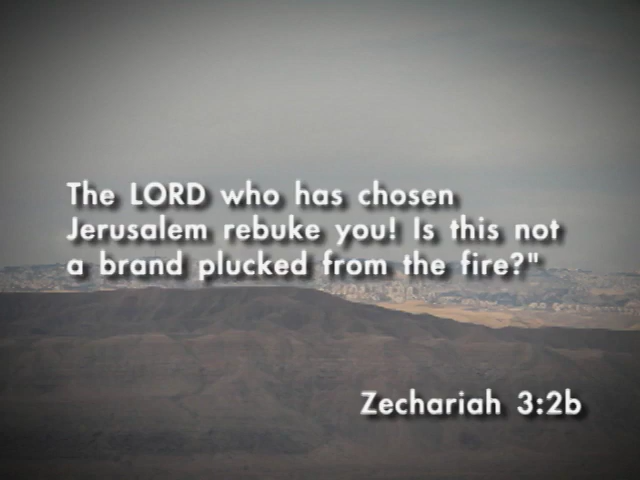 The LORD who has chosen
Jerusalem rebuke you! Is this not
a brand plucked from the fire?"
Zechariah 3:2b